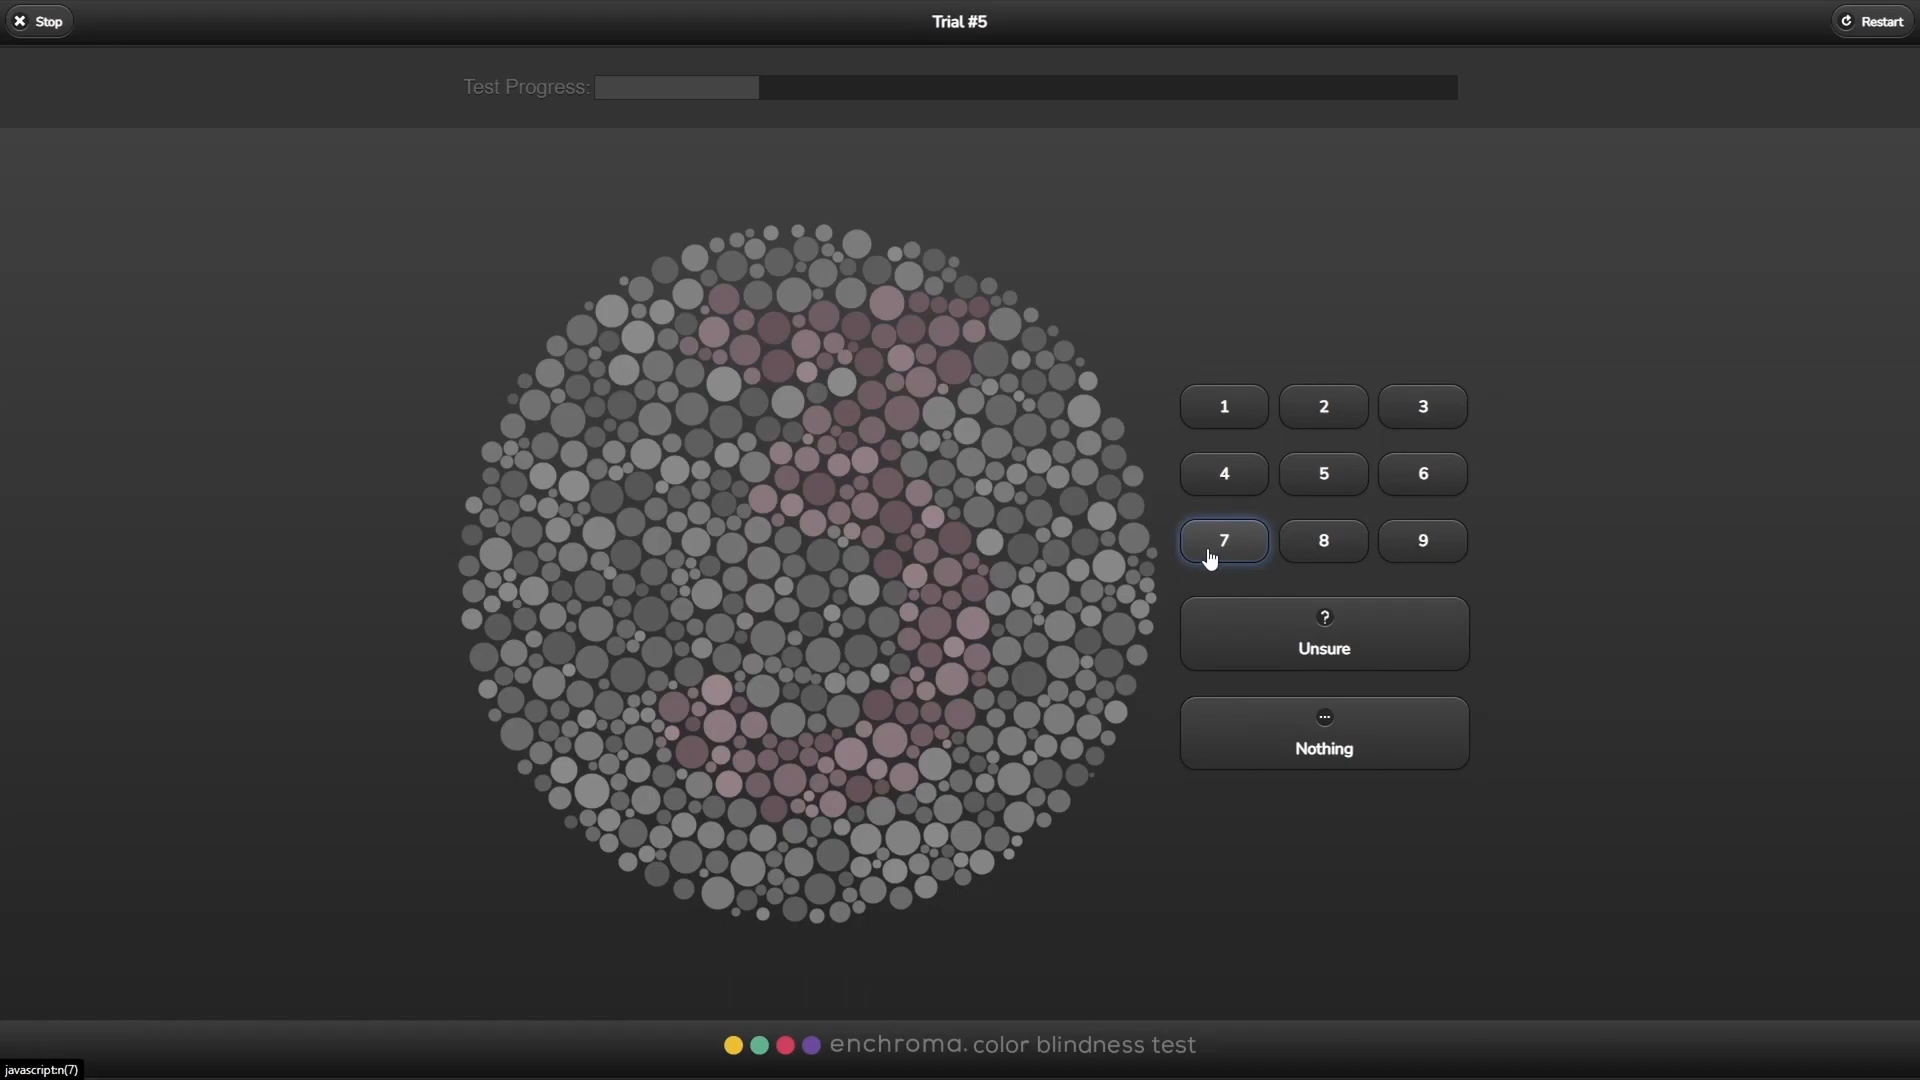 Stop
Trial #5
Restart
Test Progress:
3
1 2 3
4 5 6
7 8 9
?
Unsure
...
Nothing
enchroma. color blindness test
javascript:n(7)